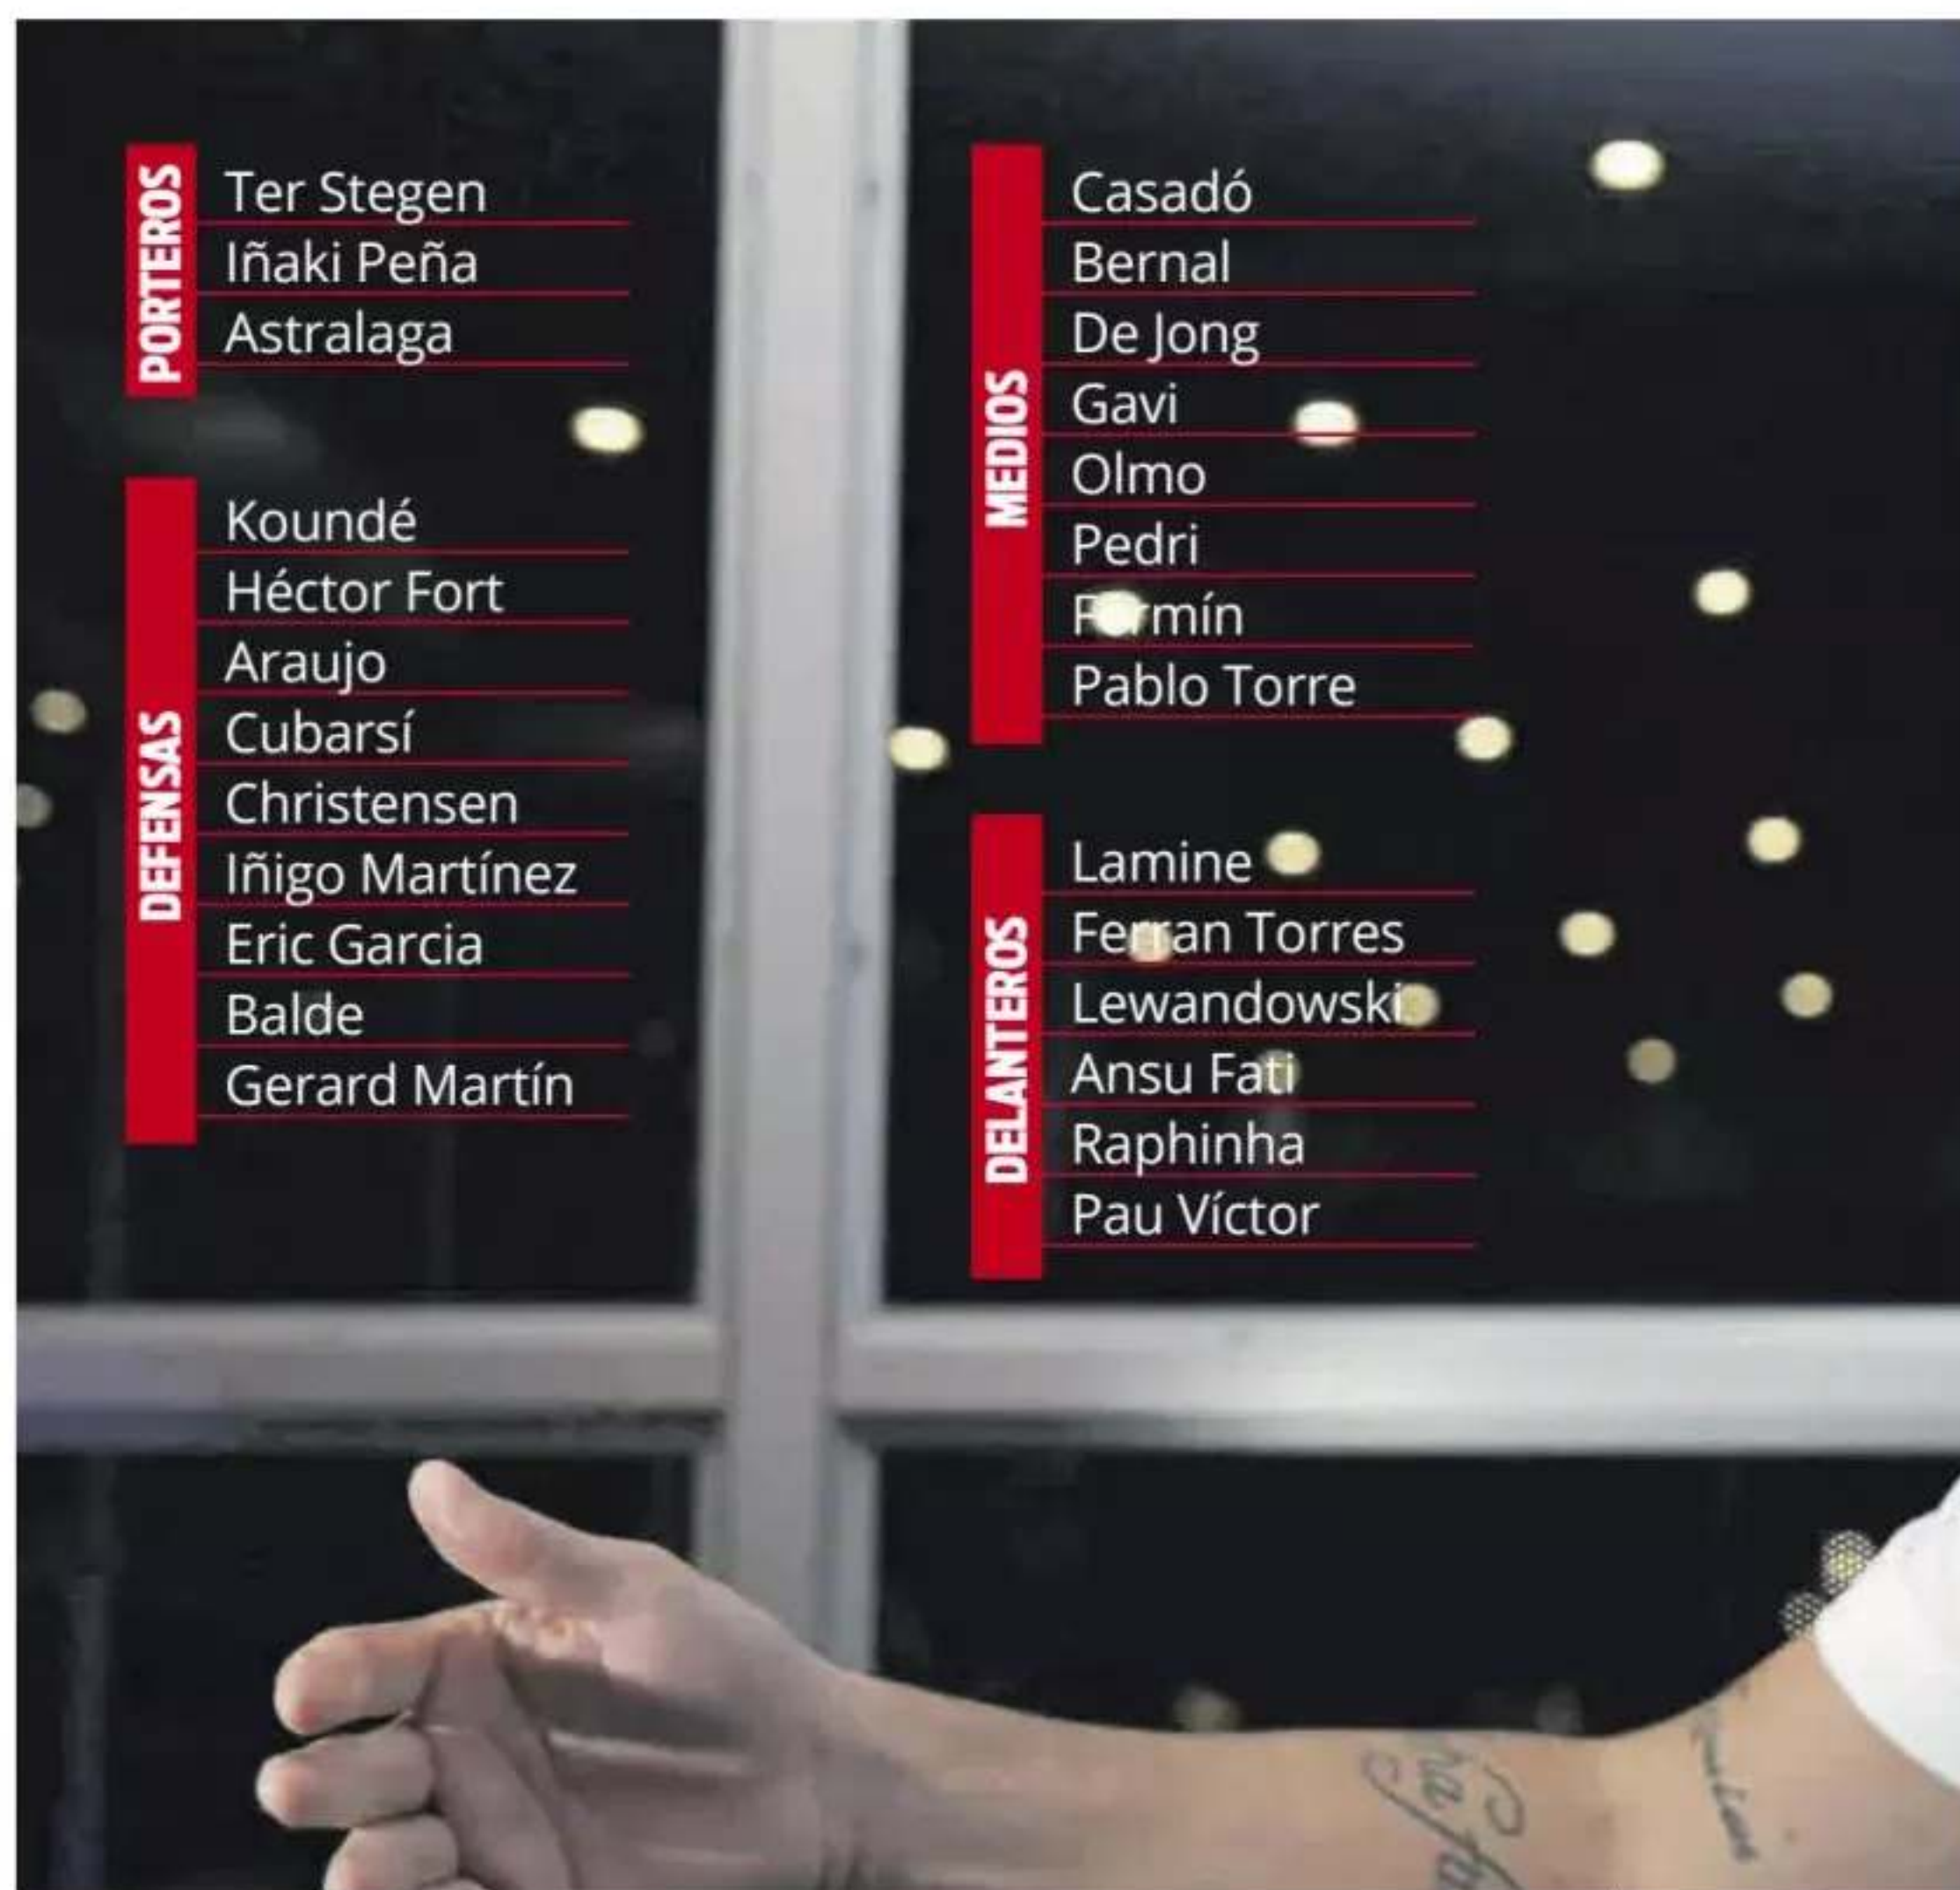 PORTEROS
Ter Stegen
Iñaki Peña
Astralaga
DEFENSAS
Koundé
Héctor Fort
Araujo
Cubarsí
Christensen
Iñigo Martínez
Eric Garcia
Balde
Gerard Martín
MEDIOS
Casadó
Bernal
De Jong
Gavi
Olmo
Pedri
Fermín
Pablo Torre
DELANTEROS
Lamine
Ferran Torres
Lewandowski
Ansu Fati
Raphinha
Pau Víctor